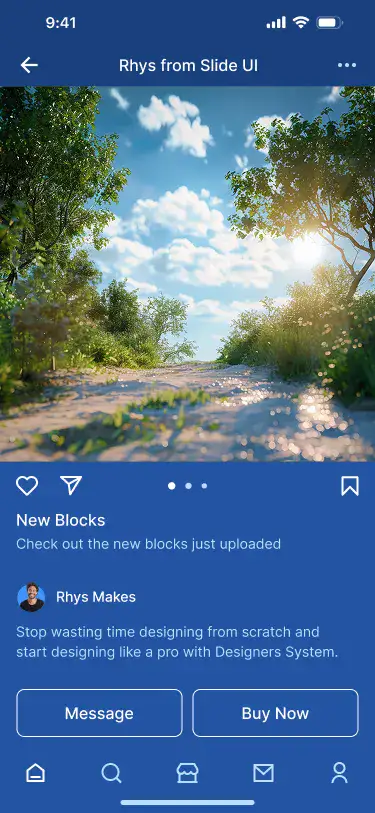 9:41
Rhys from Slide UI
New Blocks
Check out the new blocks just uploaded
Rhys Makes
Stop wasting time designing from scratch and
start designing like a pro with Designers System.
Message
Buy Now